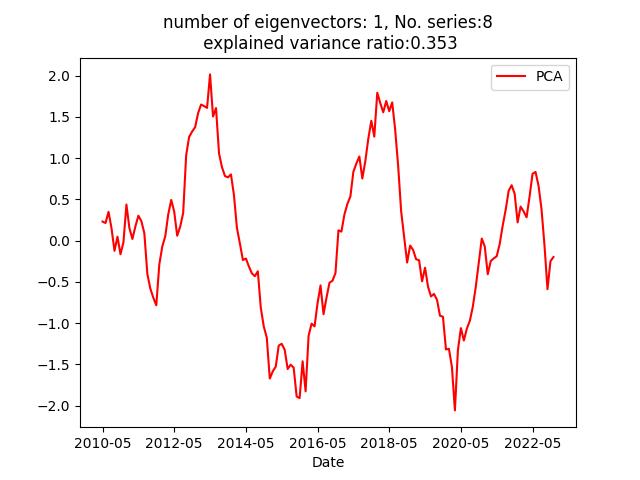 number of eigenvectors: 1, No. series:8
explained variance ratio:0.353
PCA
2.0
1.5
1.0
0.5
0.0
−0.5
−1.0
−1.5
−2.0
2010-05 2012-05 2014-05 2016-05 2018-05 2020-05 2022-05
Date